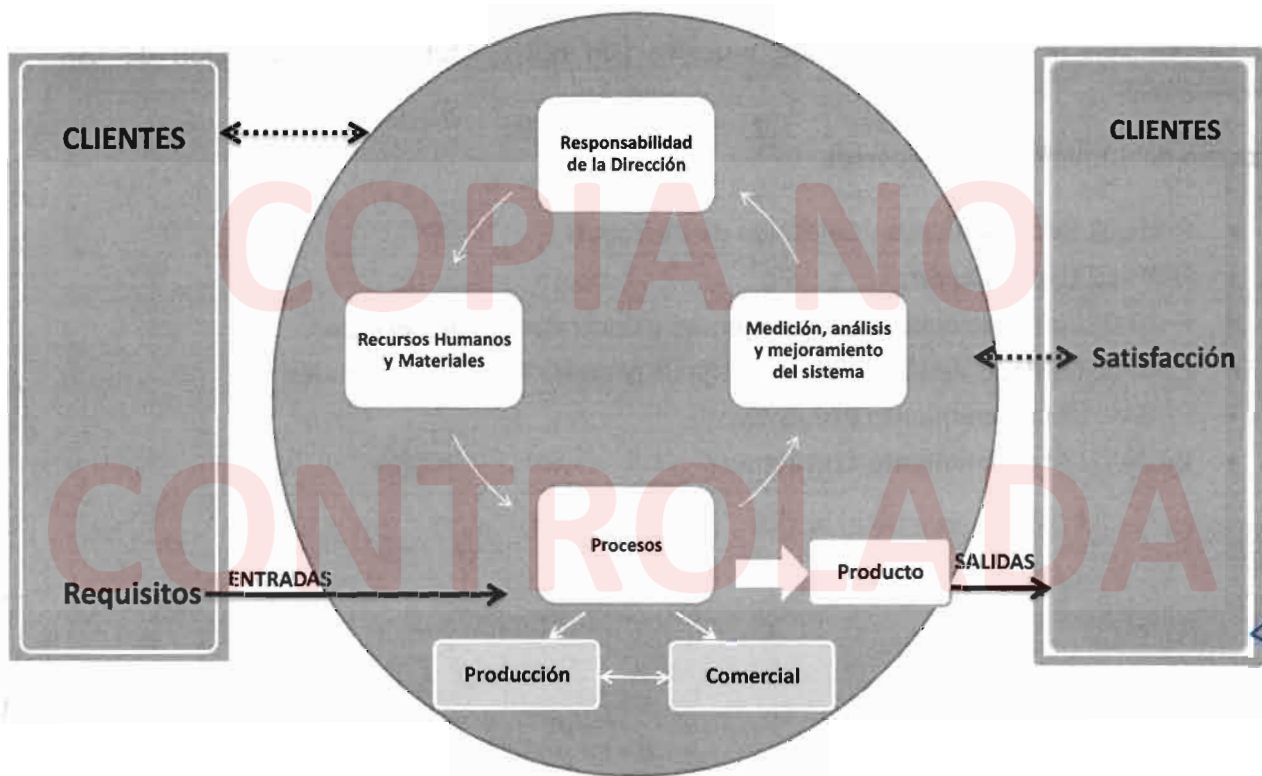 CLIENTES
Requisitos
ENTRADAS
Responsabilidad
de la Dirección
Recursos Humanos
y Materiales
Medición, análisis
y mejoramiento
del sistema
Procesos
Producto
Producción
Comercial
SALIDAS
CLIENTES
Satisfacción
COPIA NO
CONTROLADA